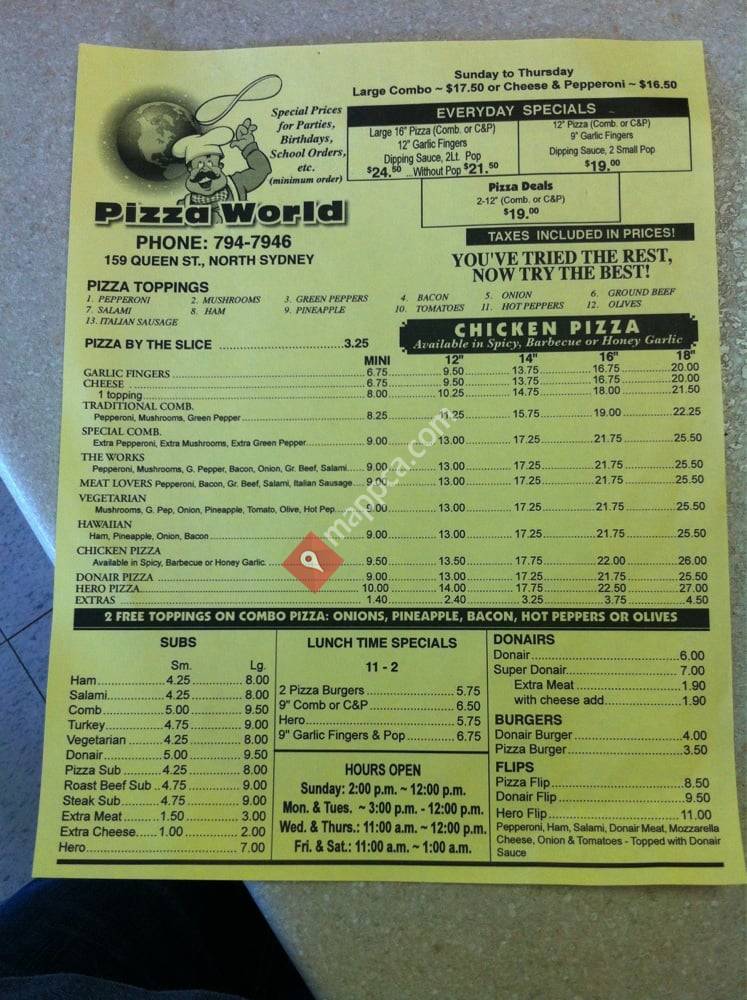 Sunday to Thursday
Large Combo ~ $17.50 or Cheese & Pepperoni ~ $16.50
Special Prices
for Parties,
Birthdays,
School Orders,
etc.
(minimum order)
EVERYDAY SPECIALS
Large 16" Pizza (Comb. or C&P)
12" Garlic Fingers
Dipping Sauce, 2Lt. Pop
$24.50 ...Without Pop $21.50
12" Pizza (Comb. or C&P)
9" Garlic Fingers
Dipping Sauce, 2 Small Pop
$19.00
Pizza Deals
2-12" (Comb. or C&P)
$19.00
Pizza World
PHONE: 794-7946
159 QUEEN ST., NORTH SYDNEY
TAXES INCLUDED IN PRICES!
YOU'VE TRIED THE REST,
NOW TRY THE BEST!
PIZZA TOPPINGS
1. PEPPERONI 2. MUSHROOMS 3. GREEN PEPPERS 4. BACON 5. ONION 6. GROUND BEEF
7. SALAMI 8. HAM 9. PINEAPPLE 10. TOMATOES 11. HOT PEPPERS 12. OLIVES
13. ITALIAN SAUSAGE
PIZZA BY THE SLICE ........................ 3.25
CHICKEN PIZZA
Available in Spicy, Barbecue or Honey Garlic
MINI 12" 14" 16" 18"
GARLIC FINGERS 6.75 9.50 13.75 16.75 20.00
CHEESE 6.75 9.50 13.75 16.75 20.00
1 topping 8.00 10.25 14.75 18.00 21.50
TRADITIONAL COMB.
Pepperoni, Mushrooms, Green Pepper 8.25 11.25 15.75 19.00 22.25
SPECIAL COMB.
Extra Pepperoni, Extra Mushrooms, Extra Green Pepper 9.00 13.00 17.25 21.75 25.50
THE WORKS
Pepperoni, Mushrooms, G. Pepper, Bacon, Onion, Gr. Beef, Salami 9.00 13.00 17.25 21.75 25.50
MEAT LOVERS Pepperoni, Bacon, Gr. Beef, Salami, Italian Sausage 9.00 13.00 17.25 21.75 25.50
VEGETARIAN
Mushrooms, G. Pep, Onion, Pineapple, Tomato, Olive, Hot Pep. 9.00 13.00 17.25 21.75 25.50
HAWAIIAN
Ham, Pineapple, Onion, Bacon 9.00 13.00 17.25 21.75 25.50
CHICKEN PIZZA
Available in Spicy, Barbecue or Honey Garlic. 9.50 13.50 17.75 22.00 26.00
DONAIR PIZZA 9.00 13.00 17.25 21.75 25.50
HERO PIZZA 10.00 14.00 17.75 22.50 27.00
EXTRAS 1.40 2.40 3.25 3.75 4.50
mappca.com
2 FREE TOPPINGS ON COMBO PIZZA: ONIONS, PINEAPPLE, BACON, HOT PEPPERS OR OLIVES
SUBS
Sm. Lg.
Ham 4.25 8.00
Salami 4.25 8.00
Comb 5.00 9.50
Turkey 4.75 9.00
Vegetarian 4.25 8.00
Donair 5.00 9.50
Pizza Sub 4.25 8.00
Roast Beef Sub 4.75 9.00
Steak Sub 4.75 9.00
Extra Meat 1.50 3.00
Extra Cheese 1.00 2.00
Hero 7.00
LUNCH TIME SPECIALS
11 - 2
2 Pizza Burgers 5.75
9" Comb or C&P 6.50
Hero 5.75
9" Garlic Fingers & Pop 6.75
HOURS OPEN
Sunday: 2:00 p.m. ~ 12:00 p.m.
Mon. & Tues. ~ 3:00 p.m. - 12:00 p.m.
Wed. & Thurs.: 11:00 a.m. ~ 12:00 p.m.
Fri. & Sat.: 11:00 a.m. ~ 1:00 a.m.
DONAIRS
Donair 6.00
Super Donair 7.00
Extra Meat 1.90
with cheese add 1.90
BURGERS
Donair Burger 4.00
Pizza Burger 3.50
FLIPS
Pizza Flip 8.50
Donair Flip 9.50
Hero Flip 11.00
Pepperoni, Ham, Salami, Donair Meat, Mozzarella
Cheese, Onion & Tomatoes - Topped with Donair
Sauce